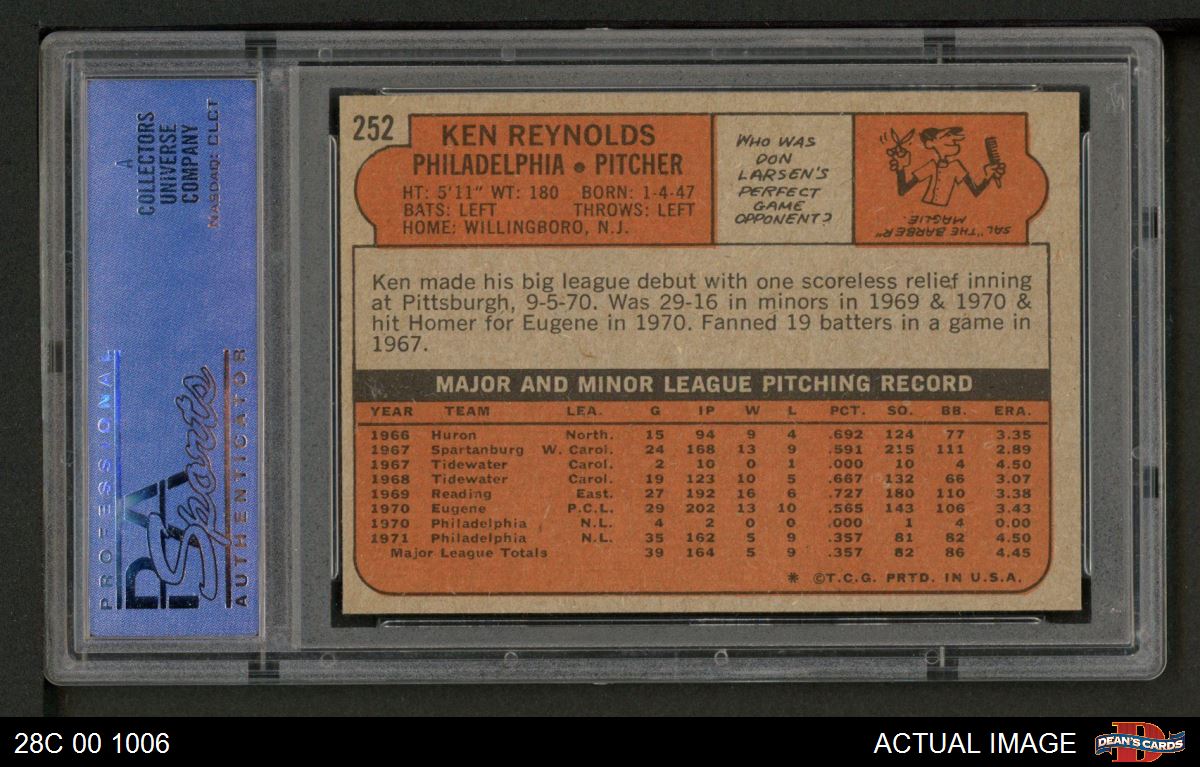 A
COLLECTORS
UNIVERSE
COMPANY
NASDAQ: CLCT
PROFESSIONAL
PSA
Sports
AUTHENTICATOR
252
KEN REYNOLDS
PHILADELPHIA • PITCHER
HT: 5'11" WT: 180 BORN: 1-4-47
BATS: LEFT THROWS: LEFT
HOME: WILLINGBORO, N.J.
WHO WAS
DON
LARSEN'S
PERFECT
GAME
OPPONENT?
SAL "THE BARBER"
MAGLIE.
Ken made his big league debut with one scoreless relief inning
at Pittsburgh, 9-5-70. Was 29-16 in minors in 1969 & 1970 &
hit Homer for Eugene in 1970. Fanned 19 batters in a game in
1967.
MAJOR AND MINOR LEAGUE PITCHING RECORD
YEAR TEAM LEA. G IP W L PCT. SO. BB. ERA.
1966 Huron North. 15 94 9 4 .692 124 77 3.35
1967 Spartanburg W. Carol. 24 168 13 9 .591 215 111 2.89
1967 Tidewater Carol. 2 10 0 1 .000 10 4 4.50
1968 Tidewater Carol. 19 123 10 5 .667 132 66 3.07
1969 Reading East. 27 192 16 6 .727 180 110 3.38
1970 Eugene P.C.L. 29 202 13 10 .565 143 106 3.43
1970 Philadelphia N.L. 4 2 0 0 .000 1 4 0.00
1971 Philadelphia N.L. 35 162 5 9 .357 81 82 4.50
Major League Totals 39 164 5 9 .357 82 86 4.45
* ©T.C.G. PRTD. IN U.S.A.
28C 00 1006
ACTUAL IMAGE
D
DEAN'S CARDS